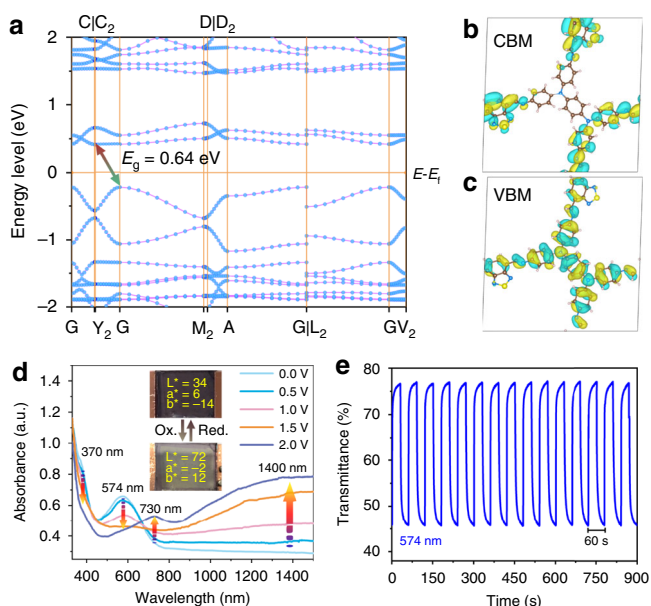 a
C|C₂ D|D₂
2
1
0
−1
−2
Energy level (eV)
E_g = 0.64 eV
E-E_f
G Y₂ G M₂ A G|L₂ GV₂
b
CBM
c
VBM
d
1.4
1.2
1.0
0.8
0.6
0.4
Absorbance (a.u.)
370 nm
574 nm
730 nm
1400 nm
L* = 34
a* = 6
b* = −14
Ox. Red.
L* = 72
a* = −2
b* = 12
0.0 V
0.5 V
1.0 V
1.5 V
2.0 V
400 600 800 1000 1200 1400
Wavelength (nm)
e
80
70
60
50
40
Transmittance (%)
574 nm
60 s
0 150 300 450 600 750 900
Time (s)